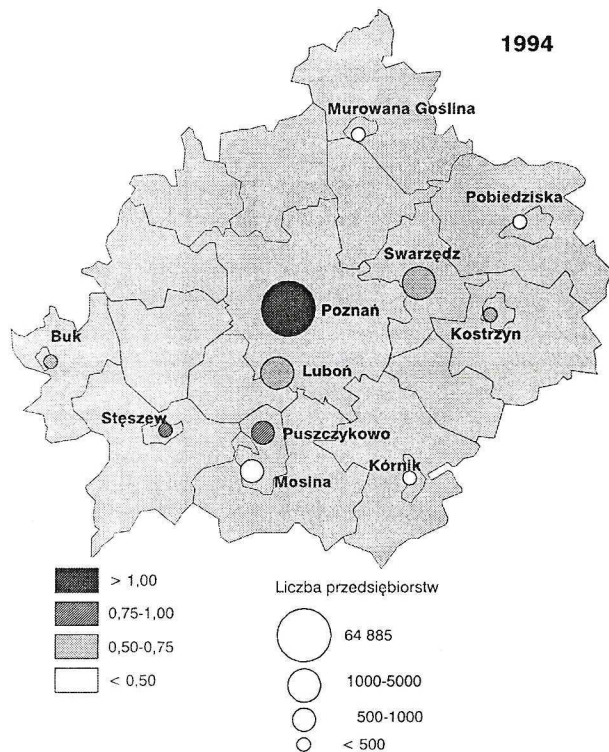 1994
Murowana Goślina
Pobiedziska
Swarzędz
Poznań
Kostrzyn
Buk
Luboń
Stęszew
Puszczykowo
Kórnik
Mosina
> 1,00
0,75-1,00
0,50-0,75
< 0,50
Liczba przedsiębiorstw
64 885
1000-5000
500-1000
< 500